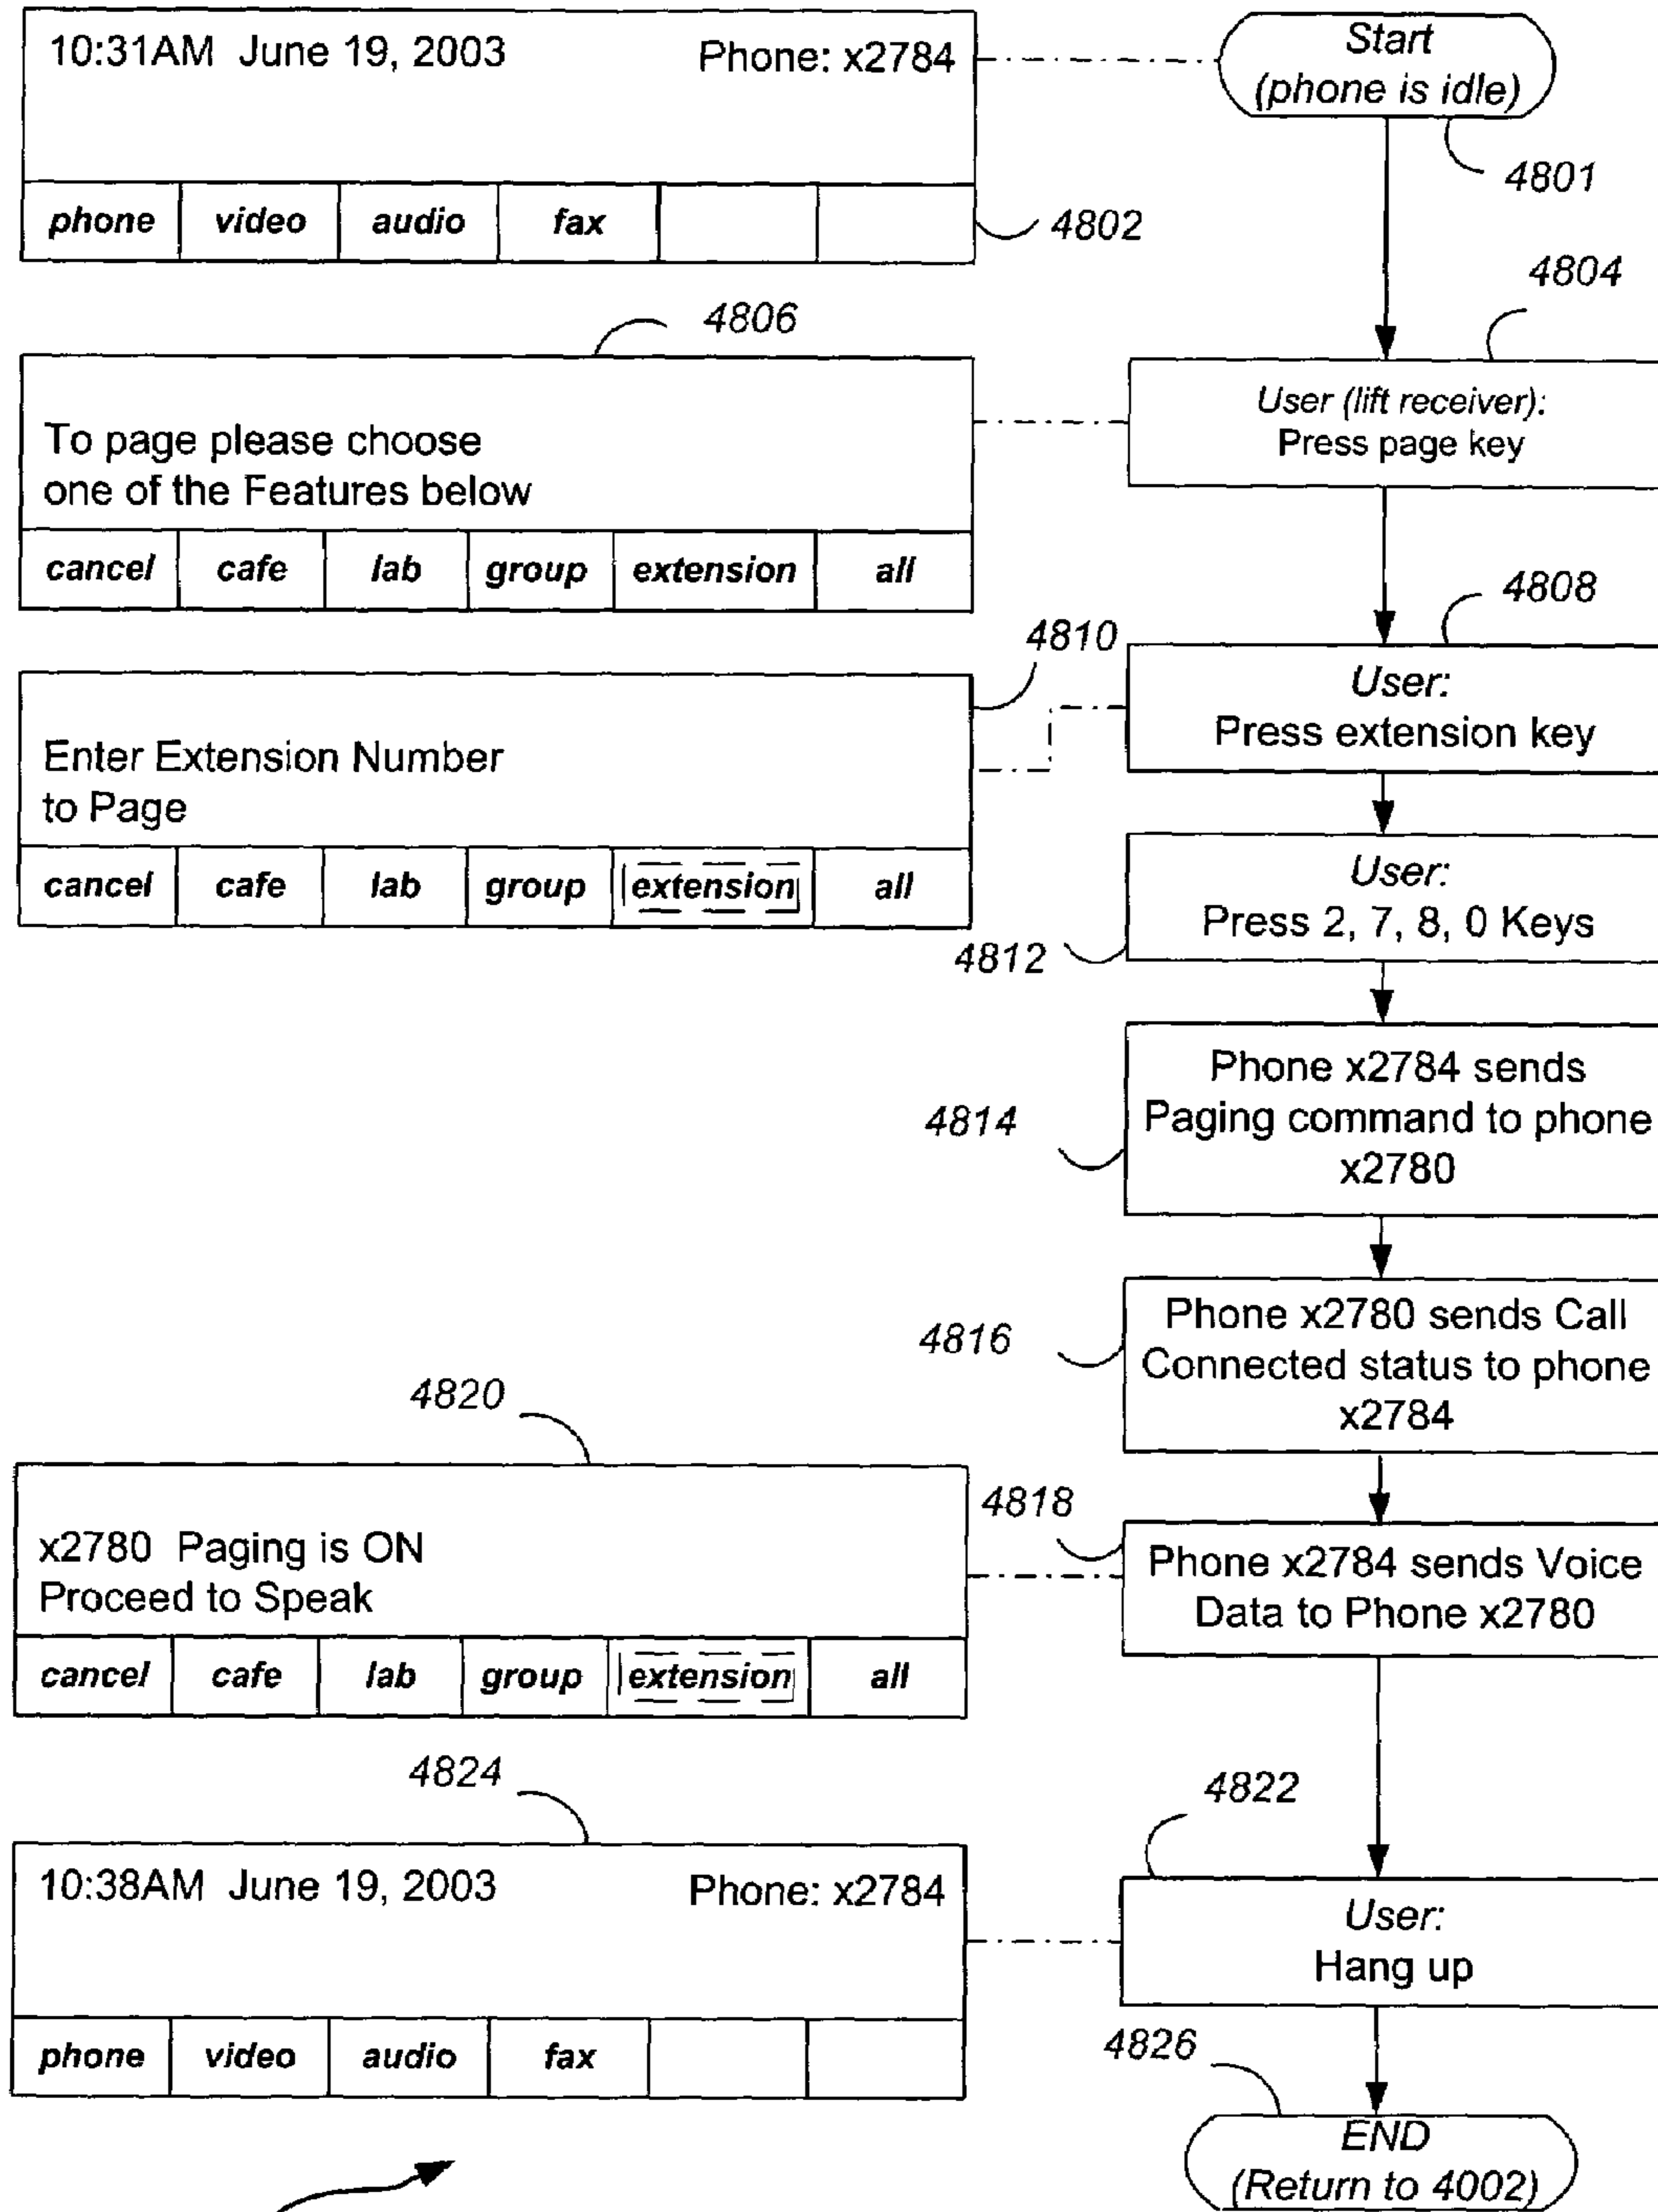 10:31AM June 19, 2003 Phone: x2784
phone video audio fax
4802
Start
(phone is idle)
4801
4804
4806
To page please choose
one of the Features below
cancel cafe lab group extension all
User (lift receiver):
Press page key
4808
4810
Enter Extension Number
to Page
cancel cafe lab group extension all
User:
Press extension key
User:
Press 2, 7, 8, 0 Keys
4812
Phone x2784 sends
Paging command to phone
x2780
4814
Phone x2780 sends Call
Connected status to phone
x2784
4816
4820
x2780 Paging is ON
Proceed to Speak
cancel cafe lab group extension all
4818
Phone x2784 sends Voice
Data to Phone x2780
4824
10:38AM June 19, 2003 Phone: x2784
phone video audio fax
4822
User:
Hang up
4826
END
(Return to 4002)